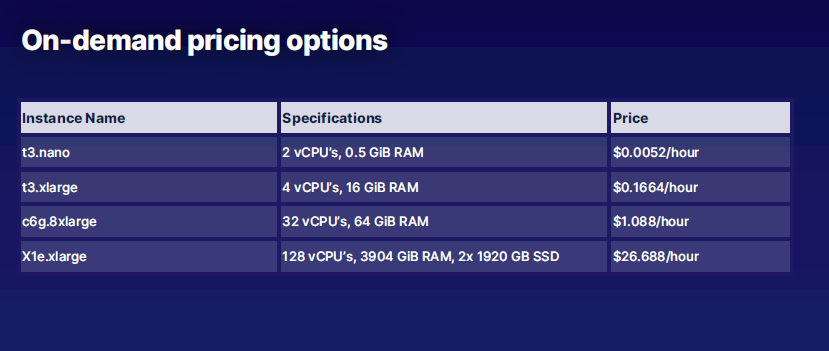 On-demand pricing options
Instance Name Specifications Price
t3.nano 2 vCPU’s, 0.5 GiB RAM $0.0052/hour
t3.xlarge 4 vCPU’s, 16 GiB RAM $0.1664/hour
c6g.8xlarge 32 vCPU’s, 64 GiB RAM $1.088/hour
X1e.xlarge 128 vCPU’s, 3904 GiB RAM, 2x 1920 GB SSD $26.688/hour